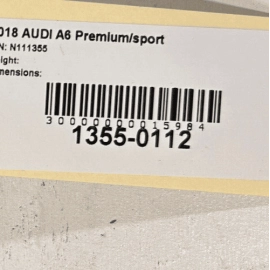 018 AUDI A6 Premium/sport
N: N111355
ight:
mensions:
3000000015984
1355-0112